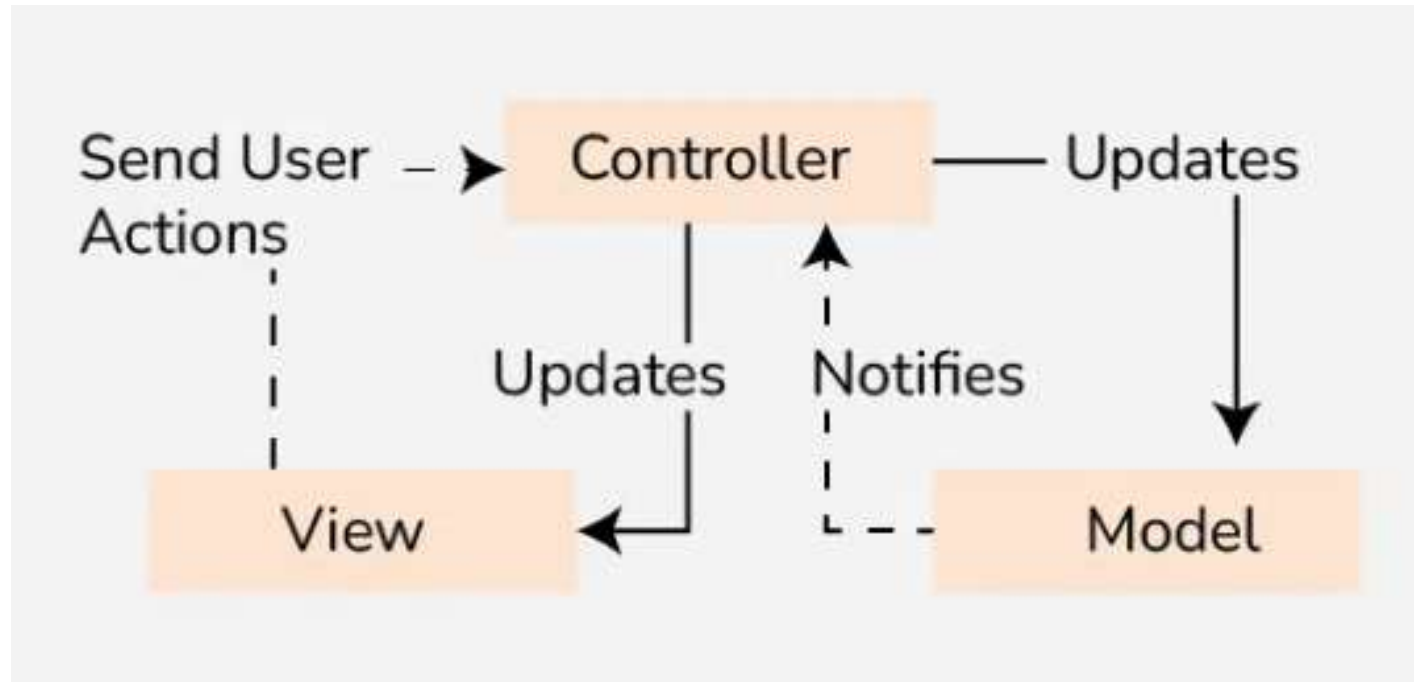 Send User
Actions
Controller
Updates
Updates
Notifies
View
Model